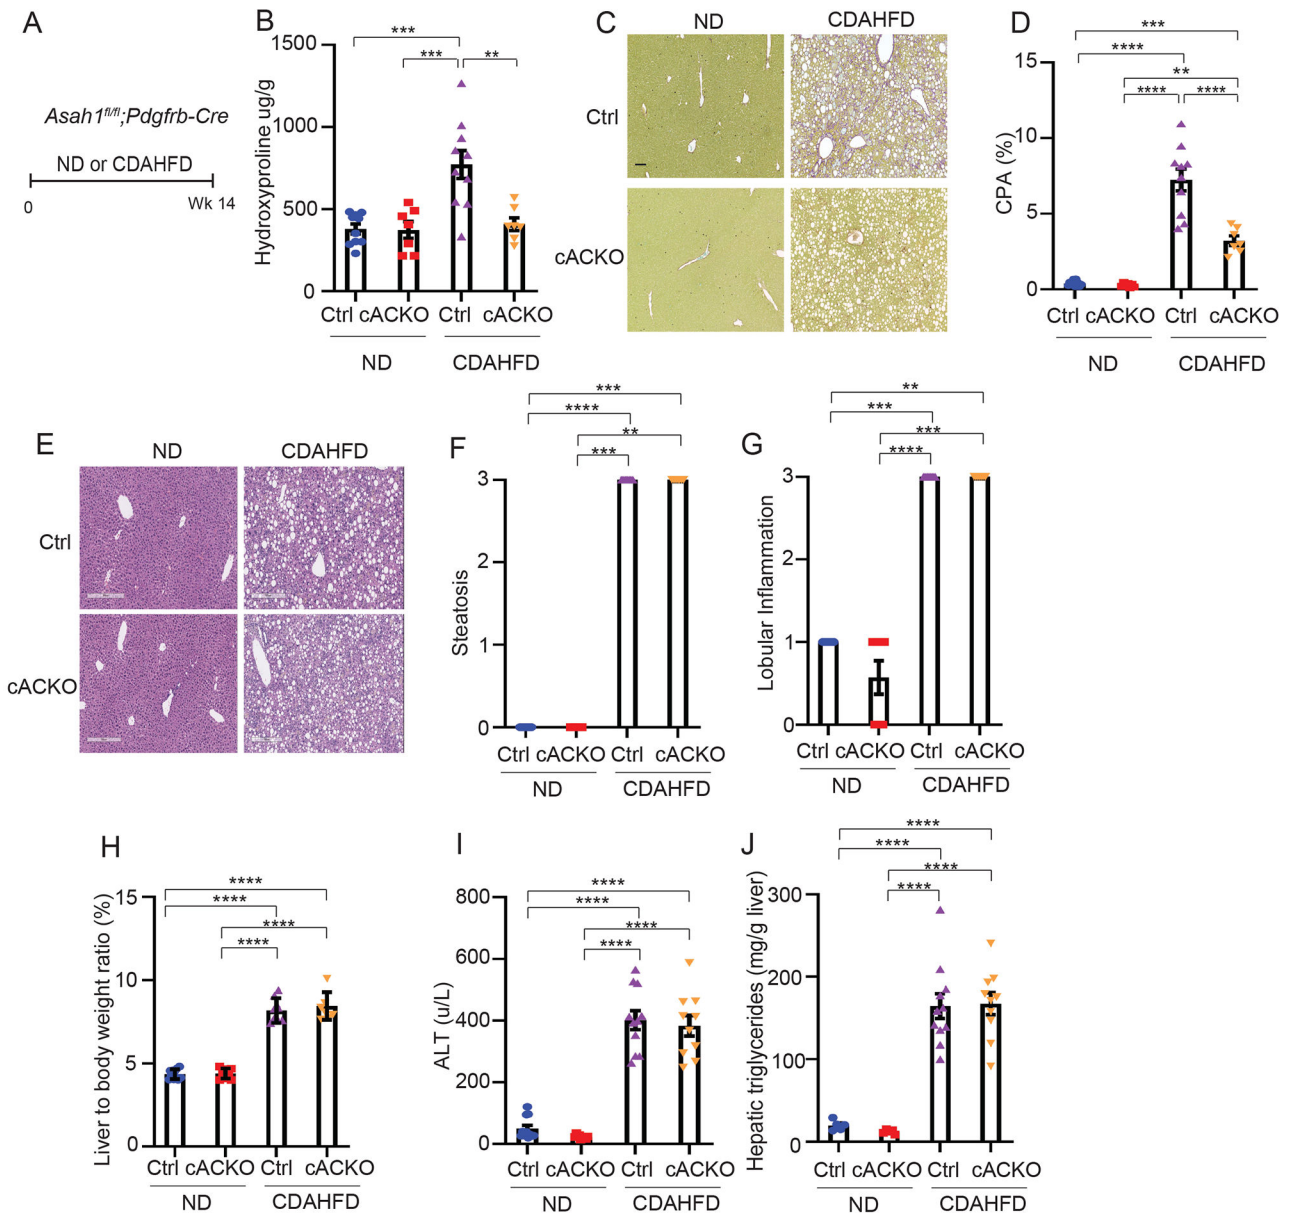 A
Asah1fl/fl;Pdgfrb-Cre
ND or CDAHFD
0
Wk 14
B
***
***
**
1500
1000
500
0
Hydroxyproline ug/g
Ctrl cACKO Ctrl cACKO
ND
CDAHFD
C
ND
CDAHFD
Ctrl
cACKO
D
***
****
**
****
****
15
10
5
0
CPA (%)
Ctrl cACKO Ctrl cACKO
ND
CDAHFD
E
ND
CDAHFD
Ctrl
cACKO
F
***
****
**
***
3
2
1
0
Steatosis
Ctrl cACKO Ctrl cACKO
ND
CDAHFD
G
**
***
***
****
3
2
1
0
Lobular Inflammation
Ctrl cACKO Ctrl cACKO
ND
CDAHFD
H
****
****
****
****
15
10
5
0
Liver to body weight ratio (%)
Ctrl cACKO Ctrl cACKO
ND
CDAHFD
I
****
****
****
****
800
600
400
200
0
ALT (u/L)
Ctrl cACKO Ctrl cACKO
ND
CDAHFD
J
****
****
****
****
300
200
100
0
Hepatic triglycerides (mg/g liver)
Ctrl cACKO Ctrl cACKO
ND
CDAHFD